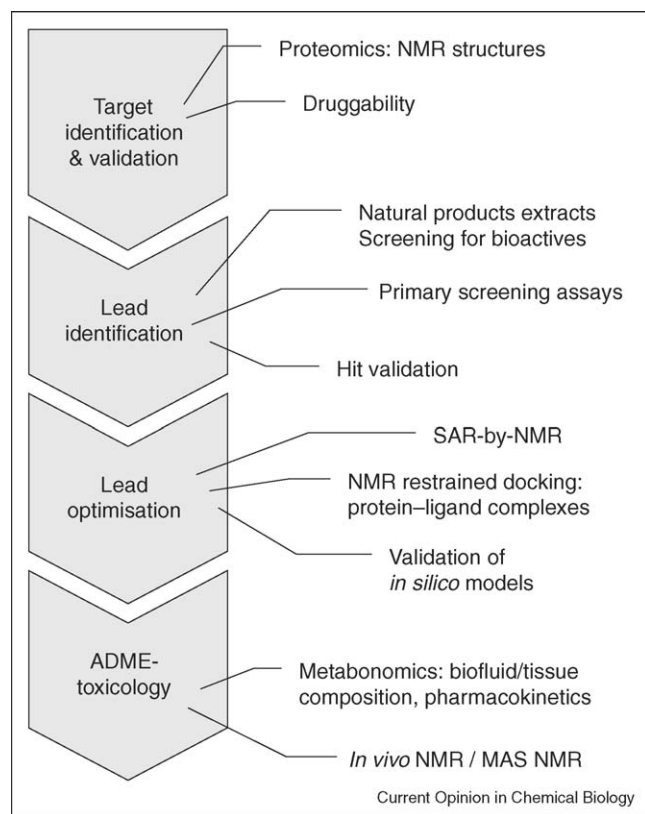 Proteomics: NMR structures
Target
identification
& validation
Druggability
Natural products extracts
Screening for bioactives
Lead
identification
Primary screening assays
Hit validation
SAR-by-NMR
Lead
optimisation
NMR restrained docking:
protein–ligand complexes
Validation of
in silico models
ADME-
toxicology
Metabonomics: biofluid/tissue
composition, pharmacokinetics
In vivo NMR / MAS NMR
Current Opinion in Chemical Biology